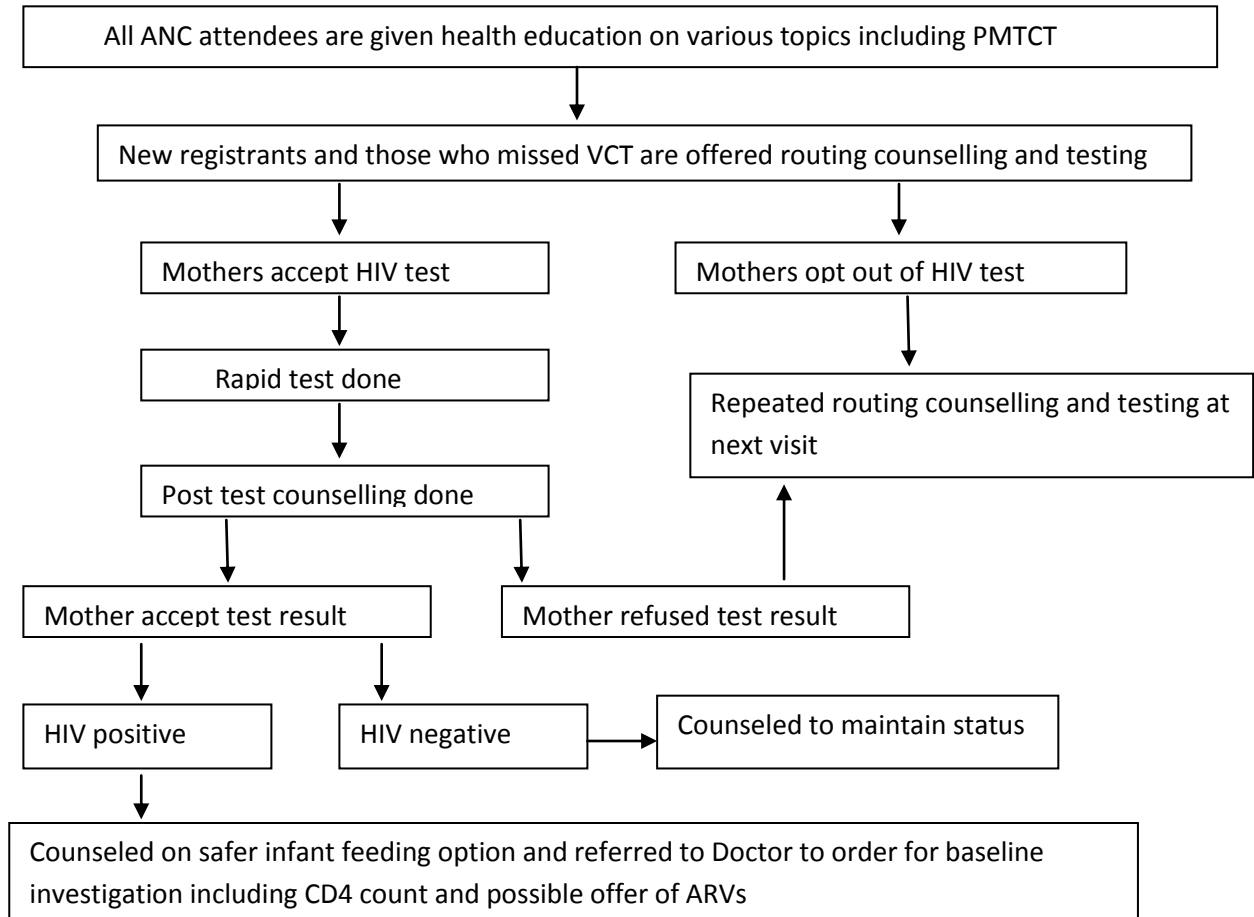 All ANC attendees are given health education on various topics including PMTCT
New registrants and those who missed VCT are offered routing counselling and testing
Mothers accept HIV test
Mothers opt out of HIV test
Rapid test done
Repeated routing counselling and testing at
next visit
Post test counselling done
Mother accept test result
Mother refused test result
HIV positive
HIV negative
Counseled to maintain status
Counseled on safer infant feeding option and referred to Doctor to order for baseline
investigation including CD4 count and possible offer of ARVs